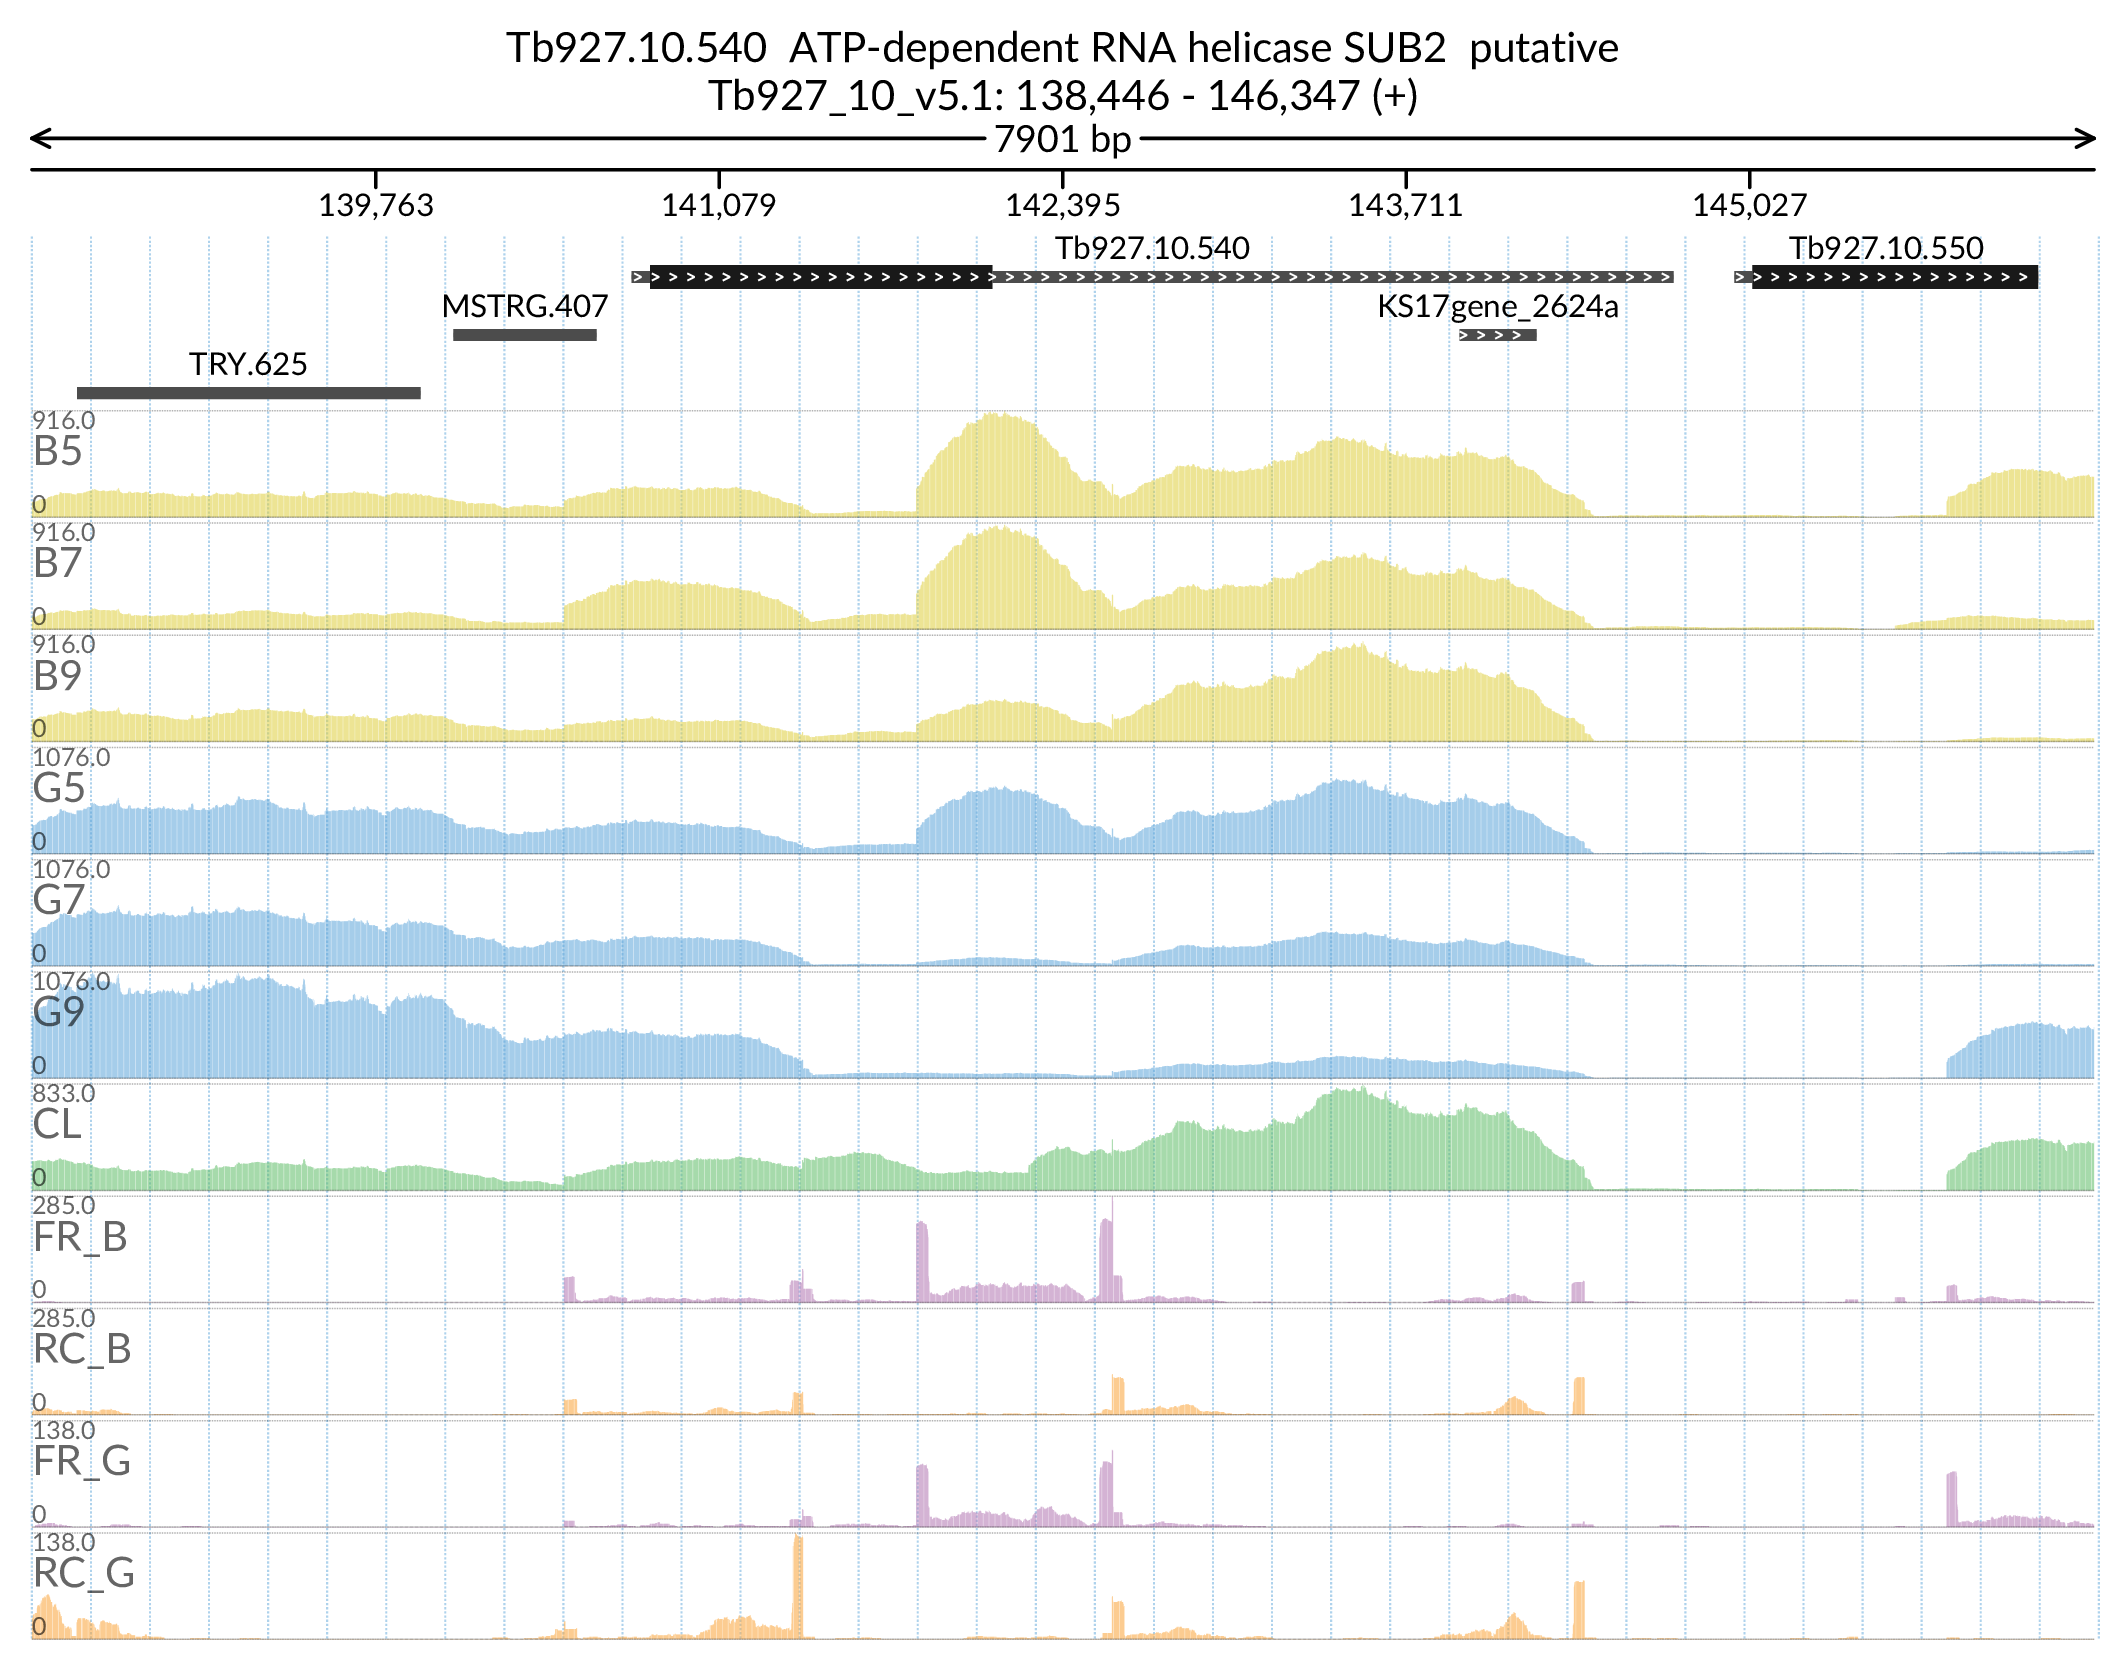 Tb927.10.540  ATP-dependent RNA helicase SUB2  putative
Tb927_10_v5.1: 138,446 - 146,347 (+)
7901 bp
139,763 141,079 142,395 143,711 145,027
Tb927.10.540 Tb927.10.550
MSTRG.407 KS17gene_2624a
TRY.625
916.0
B5
0
916.0
B7
0
916.0
B9
0
1076.0
G5
0
1076.0
G7
0
1076.0
G9
0
833.0
CL
0
285.0
FR_B
0
285.0
RC_B
0
138.0
FR_G
0
138.0
RC_G
0